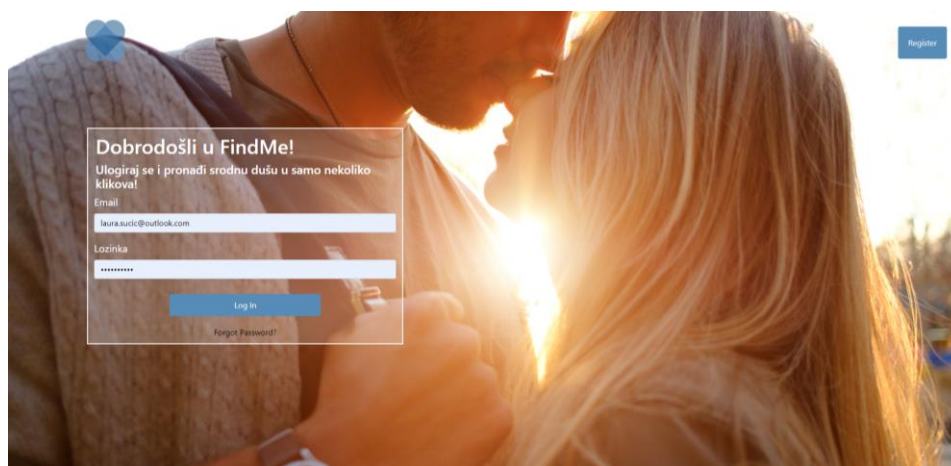 Register
Dobrodošli u FindMe!
Ulogiraj se i pronađi srodnu dušu u samo nekoliko
klikova!
Email
laura.sucic@outlook.com
Lozinka
••••••••••
Log In
Forgot Password?